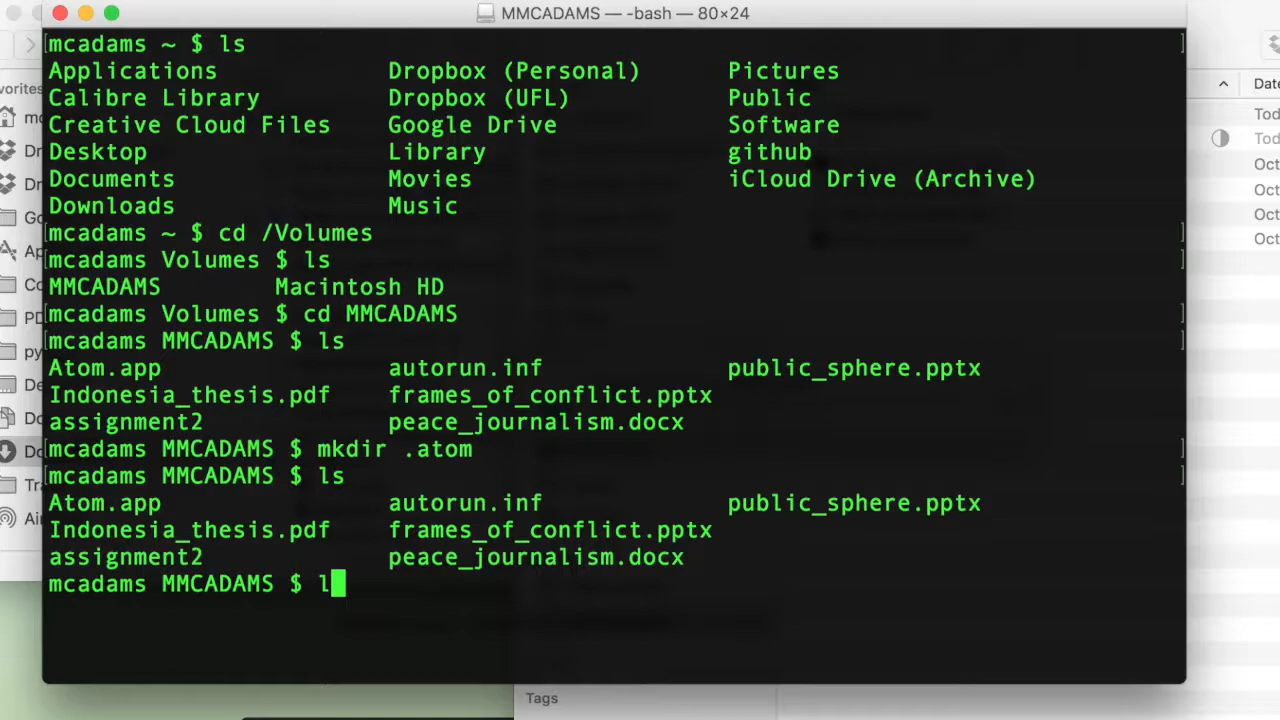 MMCADAMS — -bash — 80×24
mcadams ~ $ ls
Applications Dropbox (Personal) Pictures
Calibre Library Dropbox (UFL) Public
Creative Cloud Files Google Drive Software
Desktop Library github
Documents Movies iCloud Drive (Archive)
Downloads Music
mcadams ~ $ cd /Volumes
mcadams Volumes $ ls
MMCADAMS Macintosh HD
mcadams Volumes $ cd MMCADAMS
mcadams MMCADAMS $ ls
Atom.app autorun.inf public_sphere.pptx
Indonesia_thesis.pdf frames_of_conflict.pptx
assignment2 peace_journalism.docx
mcadams MMCADAMS $ mkdir .atom
mcadams MMCADAMS $ ls
Atom.app autorun.inf public_sphere.pptx
Indonesia_thesis.pdf frames_of_conflict.pptx
assignment2 peace_journalism.docx
mcadams MMCADAMS $ l
Tags